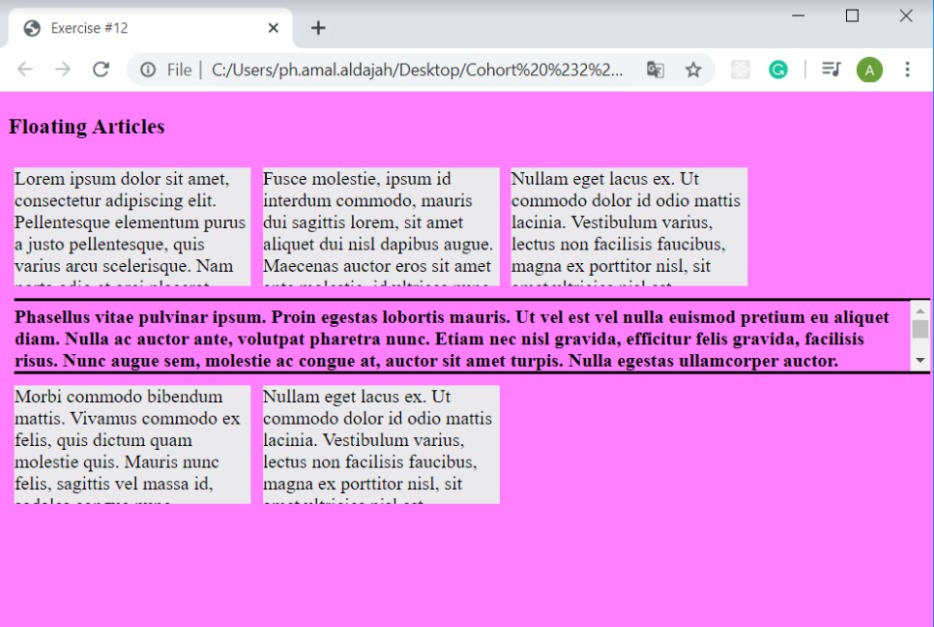 Exercise #12
File | C:/Users/ph.amal.aldajah/Desktop/Cohort%20%232%2...
A
Floating Articles
Lorem ipsum dolor sit amet,
consectetur adipiscing elit.
Pellentesque elementum purus
a justo pellentesque, quis
varius arcu scelerisque. Nam
Fusce molestie, ipsum id
interdum commodo, mauris
dui sagittis lorem, sit amet
aliquet dui nisl dapibus augue.
Maecenas auctor eros sit amet
Nullam eget lacus ex. Ut
commodo dolor id odio mattis
lacinia. Vestibulum varius,
lectus non facilisis faucibus,
magna ex porttitor nisl, sit
Phasellus vitae pulvinar ipsum. Proin egestas lobortis mauris. Ut vel est vel nulla euismod pretium eu aliquet
diam. Nulla ac auctor ante, volutpat pharetra nunc. Etiam nec nisl gravida, efficitur felis gravida, facilisis
risus. Nunc augue sem, molestie ac congue at, auctor sit amet turpis. Nulla egestas ullamcorper auctor.
Morbi commodo bibendum
mattis. Vivamus commodo ex
felis, quis dictum quam
molestie quis. Mauris nunc
felis, sagittis vel massa id,
Nullam eget lacus ex. Ut
commodo dolor id odio mattis
lacinia. Vestibulum varius,
lectus non facilisis faucibus,
magna ex porttitor nisl, sit